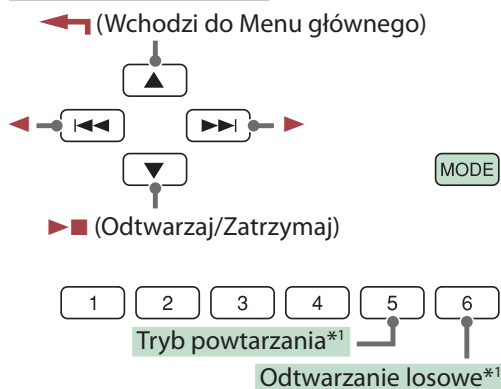 (Wchodzi do Menu głównego)
MODE
(Odtwarzaj/Zatrzymaj)
1 2 3 4 5 6
Tryb powtarzania*1
Odtwarzanie losowe*1